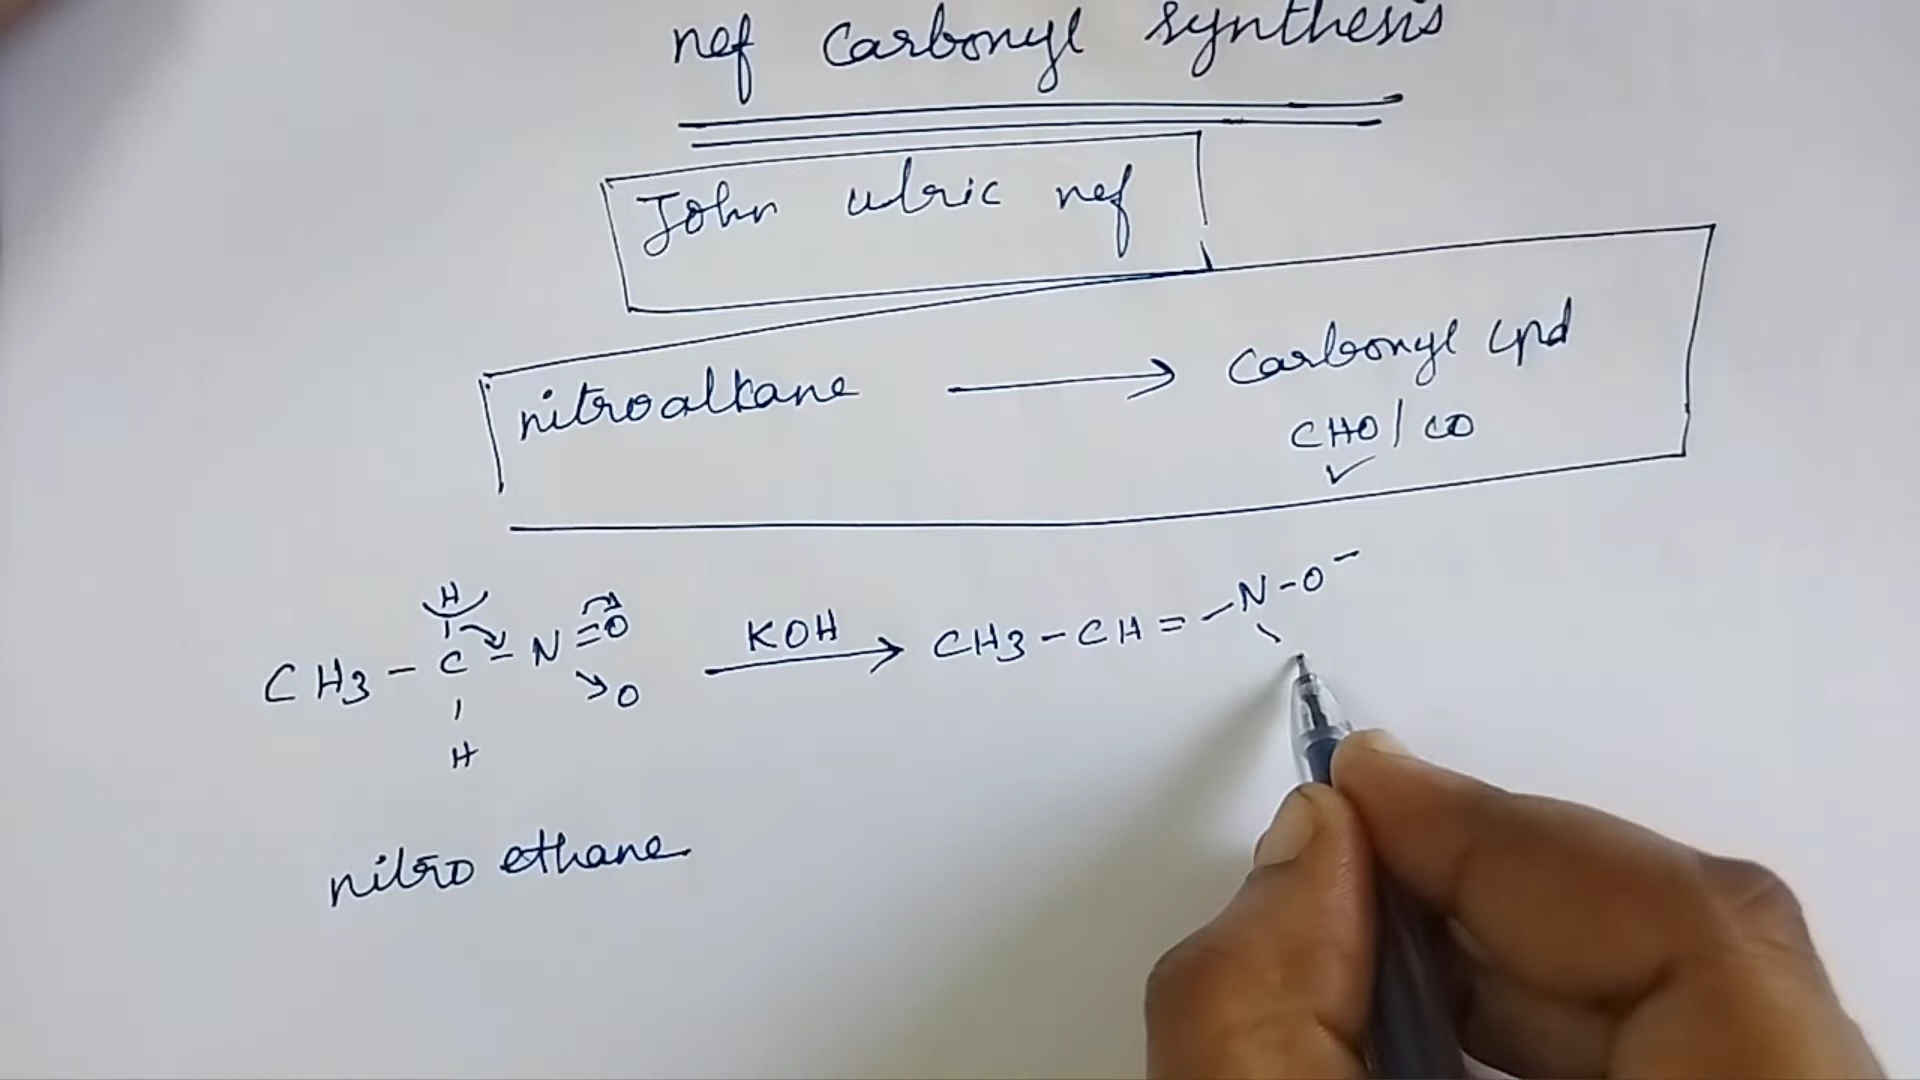 nef carbonyl synthesis
John ulric nef
nitroalkane → carbonyl cpd
CHO / CO
✓
H
CH3 - C - N = O → O
KOH
CH3 - CH = N - O⁻
H
nitro ethane